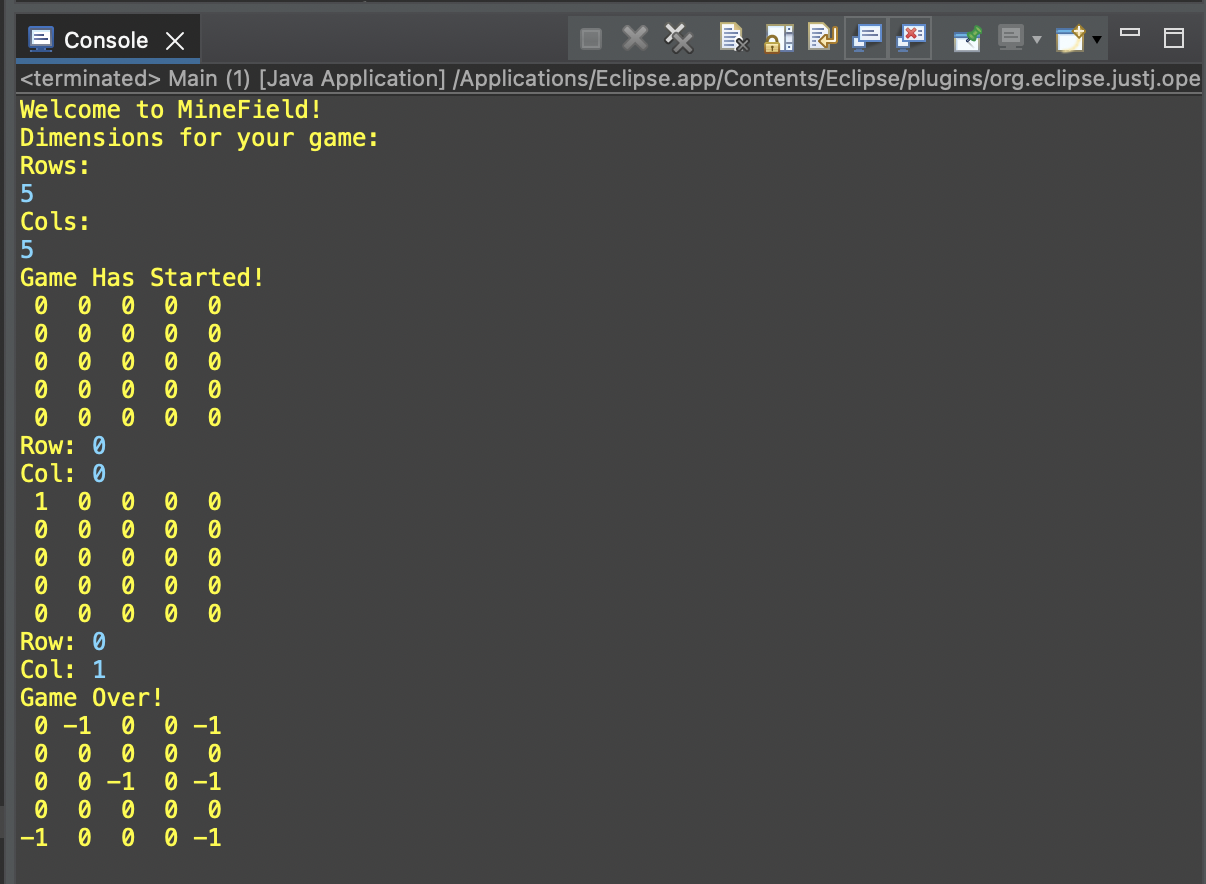 Console
<terminated> Main (1) [Java Application] /Applications/Eclipse.app/Contents/Eclipse/plugins/org.eclipse.justj.ope
Welcome to MineField!
Dimensions for your game:
Rows:
5
Cols:
5
Game Has Started!
 0  0  0  0  0
 0  0  0  0  0
 0  0  0  0  0
 0  0  0  0  0
 0  0  0  0  0
Row: 0
Col: 0
 1  0  0  0  0
 0  0  0  0  0
 0  0  0  0  0
 0  0  0  0  0
 0  0  0  0  0
Row: 0
Col: 1
Game Over!
 0 -1  0  0 -1
 0  0  0  0  0
 0  0 -1  0 -1
 0  0  0  0  0
-1  0  0  0 -1